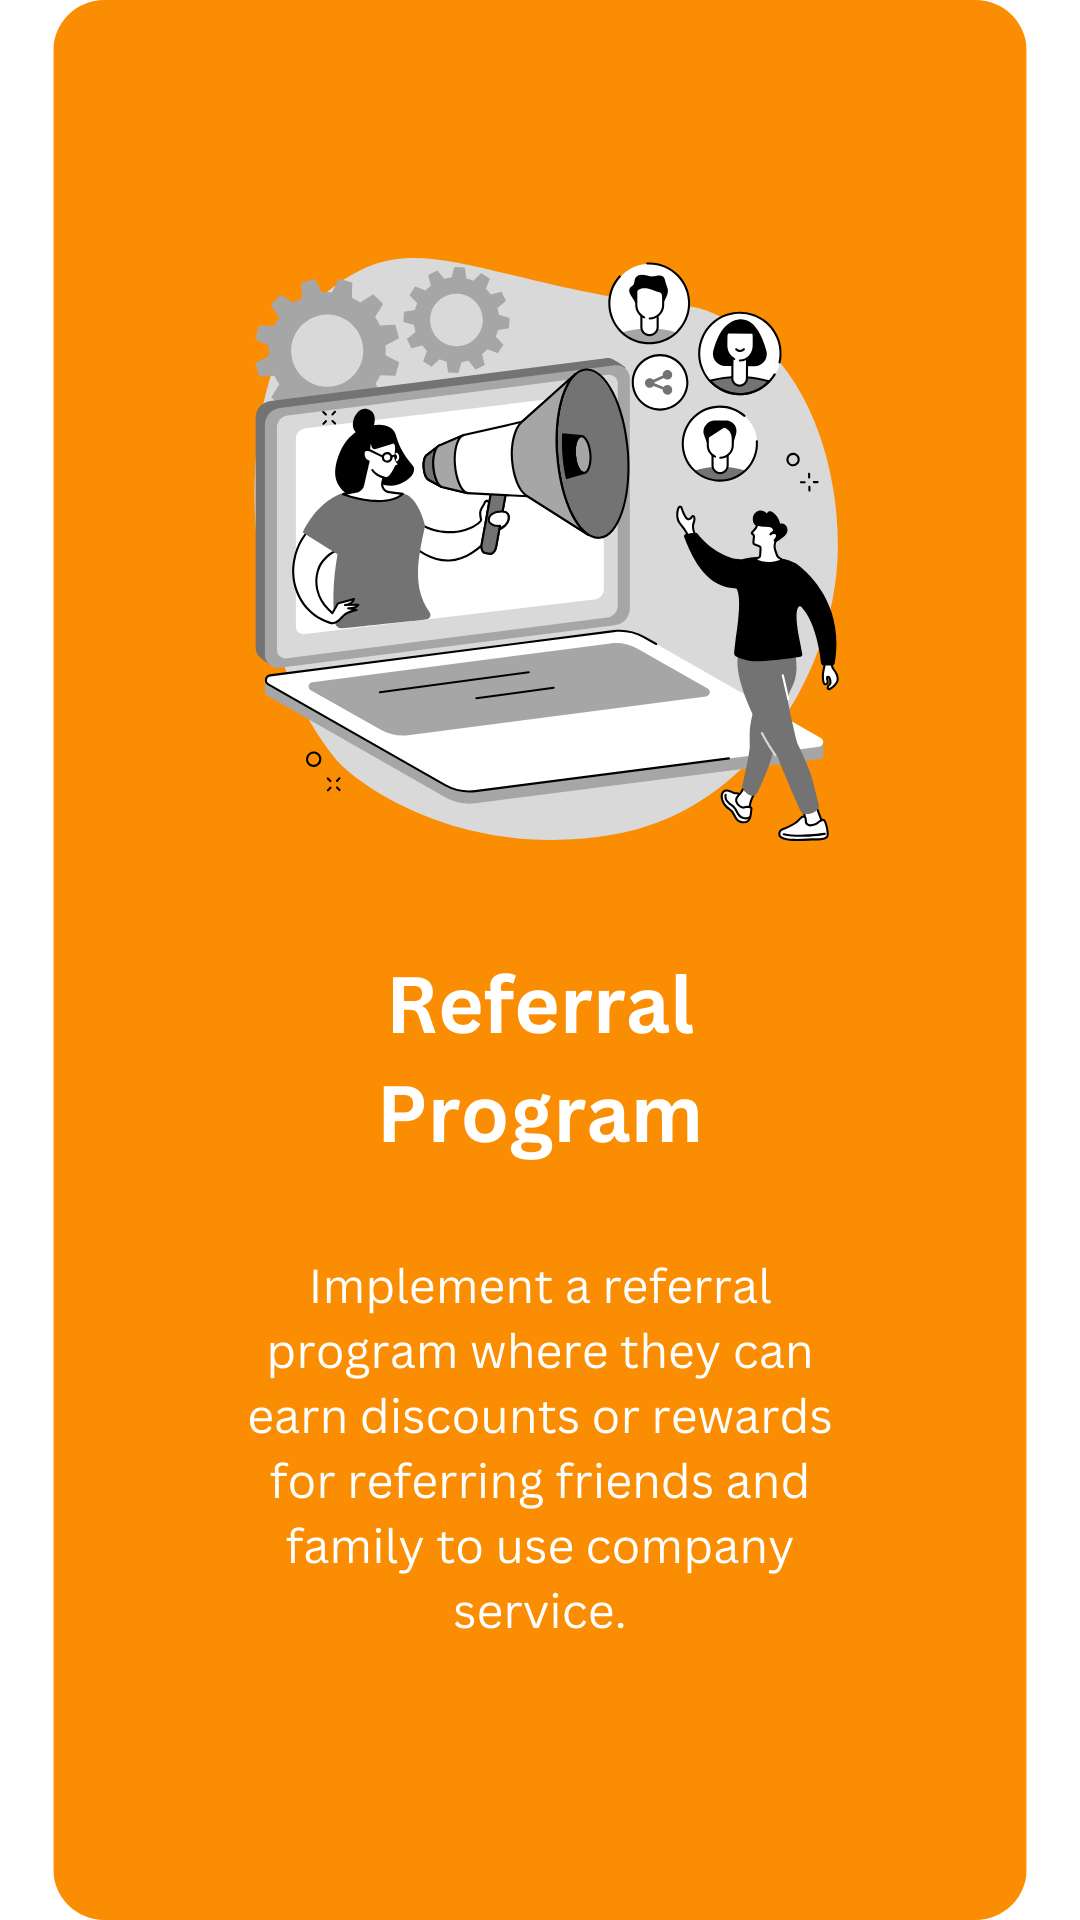 Referral
Program
Implement a referral
program where they can
earn discounts or rewards
for referring friends and
family to use company
service.